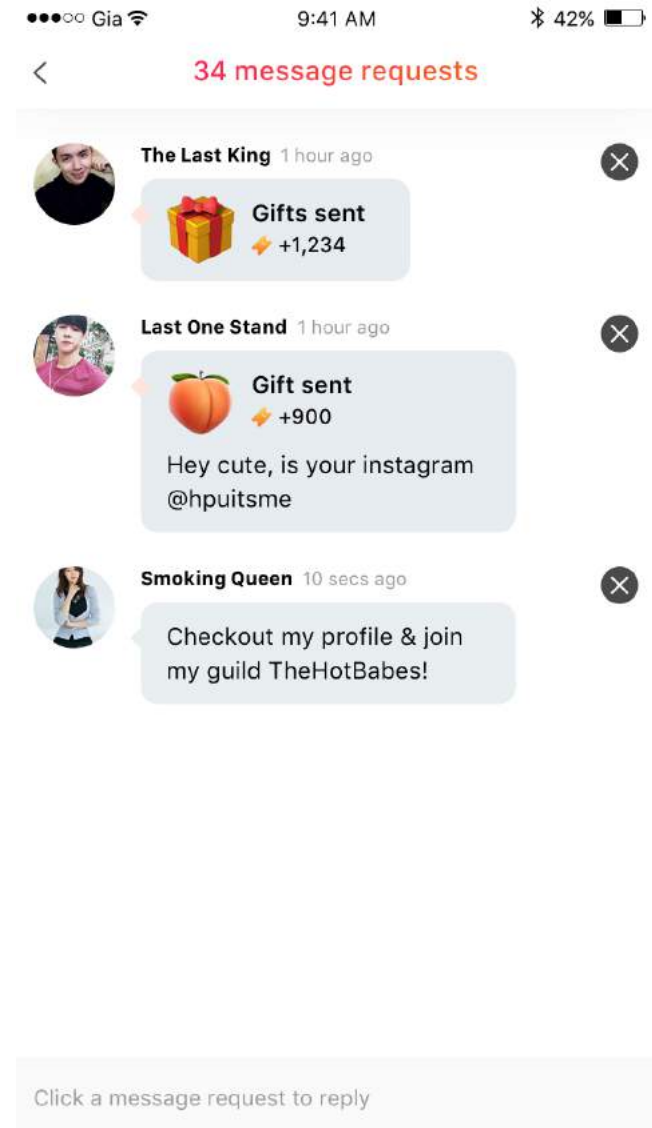 Gia 9:41 AM 42%
34 message requests
The Last King 1 hour ago
Gifts sent
+1,234
Last One Stand 1 hour ago
Gift sent
+900
Hey cute, is your instagram
@hpuitsme
Smoking Queen 10 secs ago
Checkout my profile & join
my guild TheHotBabes!
Click a message request to reply